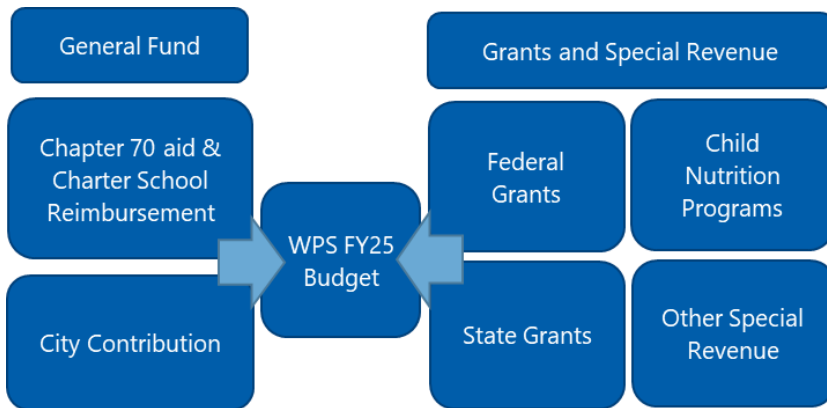 General Fund
Chapter 70 aid &
Charter School
Reimbursement
City Contribution
WPS FY25
Budget
Grants and Special Revenue
Federal
Grants
Child
Nutrition
Programs
State Grants
Other Special
Revenue